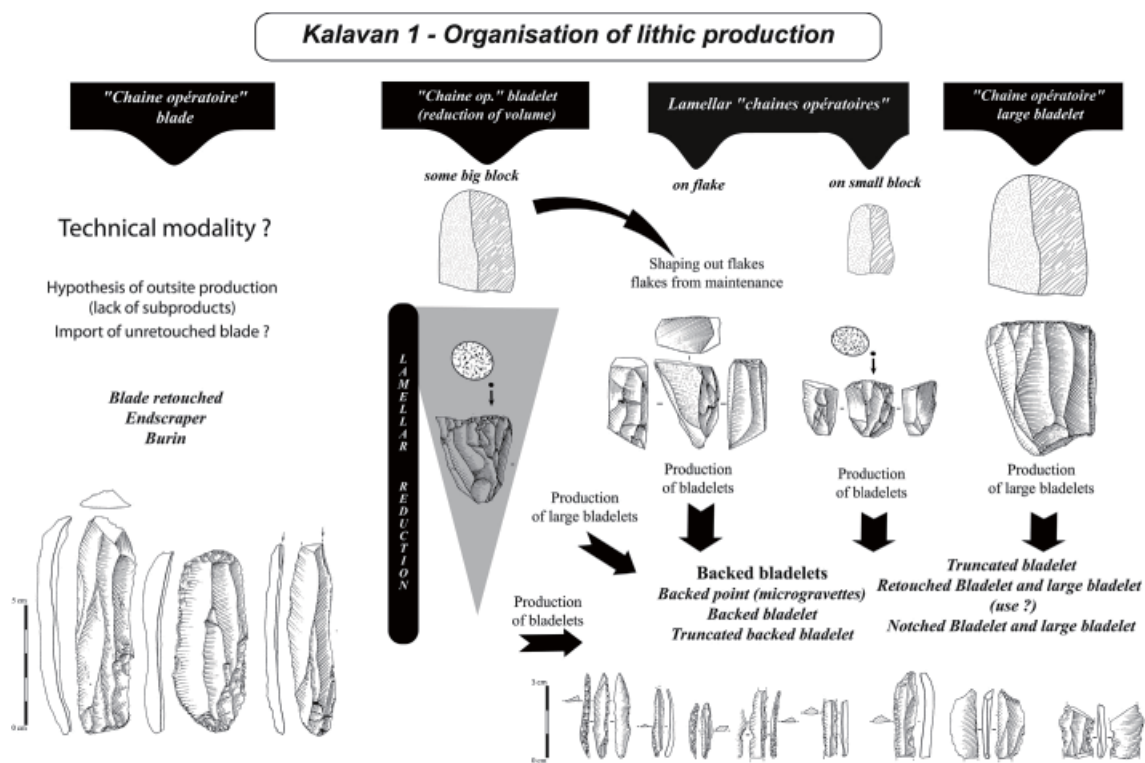 Kalavan 1 - Organisation of lithic production
"Chaine opératoire"
blade
"Chaine op." bladelet
(reduction of volume)
Lamellar "chaines opératoires"
"Chaine opératoire"
large bladelet
some big block
on flake
on small block
Technical modality ?
Hypothesis of outsite production
(lack of subproducts)
Import of unretouched blade ?
Blade retouched
Endscraper
Burin
Shaping out flakes
flakes from maintenance
LAMELLAR REDUCTION
Production
of bladelets
Production
of bladelets
Production
of large bladelets
Production
of large bladelets
Production
of bladelets
Backed bladelets
Backed point (microgravettes)
Backed bladelet
Truncated backed bladelet
Truncated bladelet
Retouched Bladelet and large bladelet
(use ?)
Notched Bladelet and large bladelet
5 cm
0 cm
3 cm
0 cm